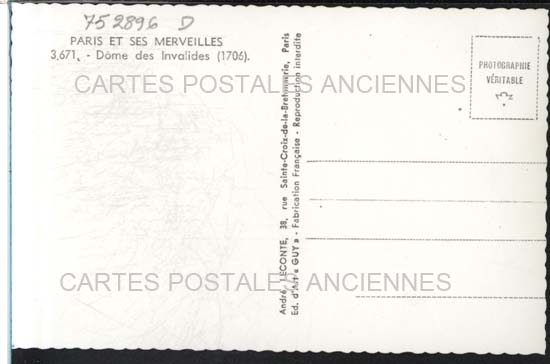 752896 D
PARIS ET SES MERVEILLES
3,671. - Dôme des Invalides (1706).
CARTES POSTALES ANCIENNES
PHOTOGRAPHIE
VÉRITABLE
André LECONTE, 38, rue Sainte-Croix-de-la-Bretonnerie, Paris
Ed. d'Art « GUY » - Fabrication Française - Reproduction interdite
CARTES POSTALES ANCIENNES